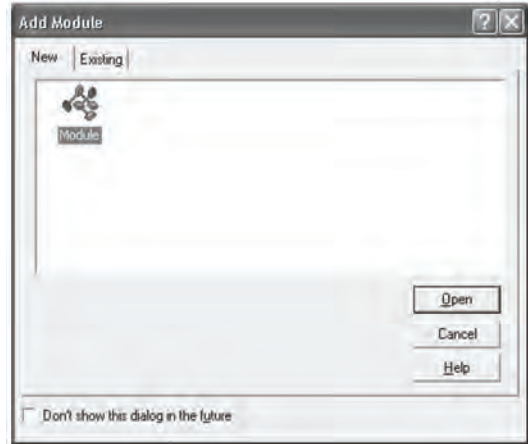 Add Module
New Existing
Module
Open
Cancel
Help
Don't show this dialog in the future